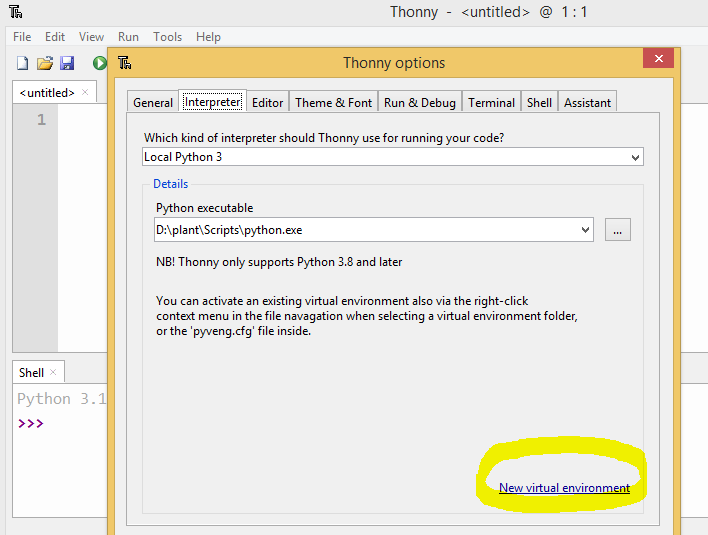 Thonny - <untitled> @ 1 : 1
File Edit View Run Tools Help
Thonny options
<untitled>
General Interpreter Editor Theme & Font Run & Debug Terminal Shell Assistant
1
Which kind of interpreter should Thonny use for running your code?
Local Python 3
Details
Python executable
D:\plant\Scripts\python.exe
...
NB! Thonny only supports Python 3.8 and later
You can activate an existing virtual environment also via the right-click
context menu in the file navagation when selecting a virtual environment folder,
or the 'pyveng.cfg' file inside.
Shell
Python 3.1
>>>
New virtual environment